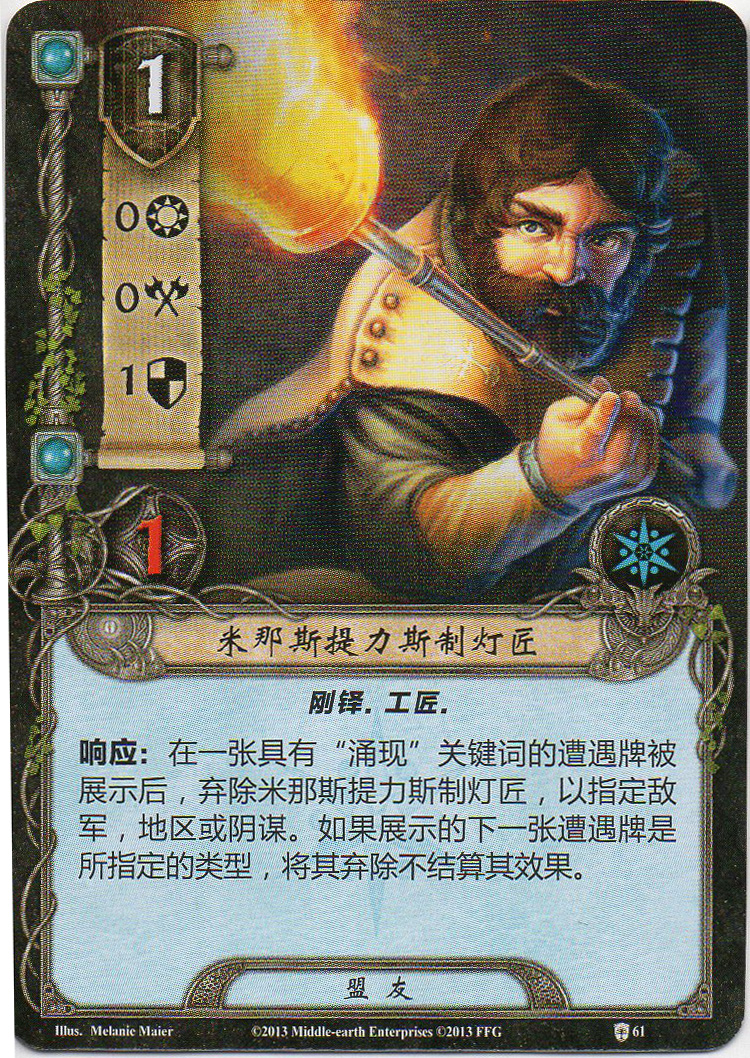 1
0
0
1
1
米那斯提力斯制灯匠
刚铎. 工匠.
响应: 在一张具有“涌现”关键词的遭遇牌被
展示后，弃除米那斯提力斯制灯匠，以指定敌
军，地区或阴谋。如果展示的下一张遭遇牌是
所指定的类型，将其弃除不结算其效果。
盟友
Illus. Melanie Maier ©2013 Middle-earth Enterprises ©2013 FFG 61